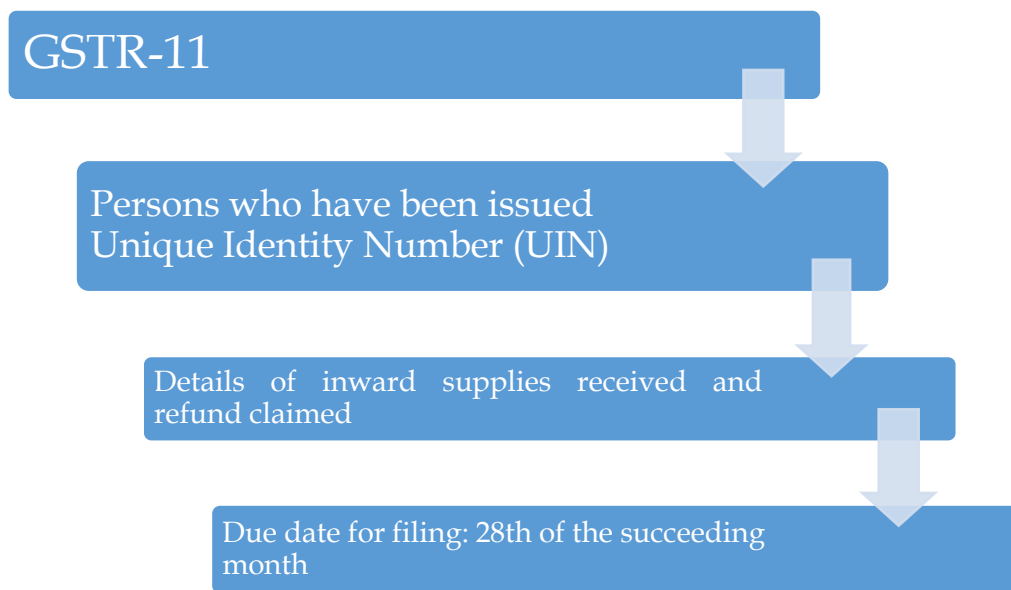 GSTR-11
Persons who have been issued
Unique Identity Number (UIN)
Details of inward supplies received and
refund claimed
Due date for filing: 28th of the succeeding
month